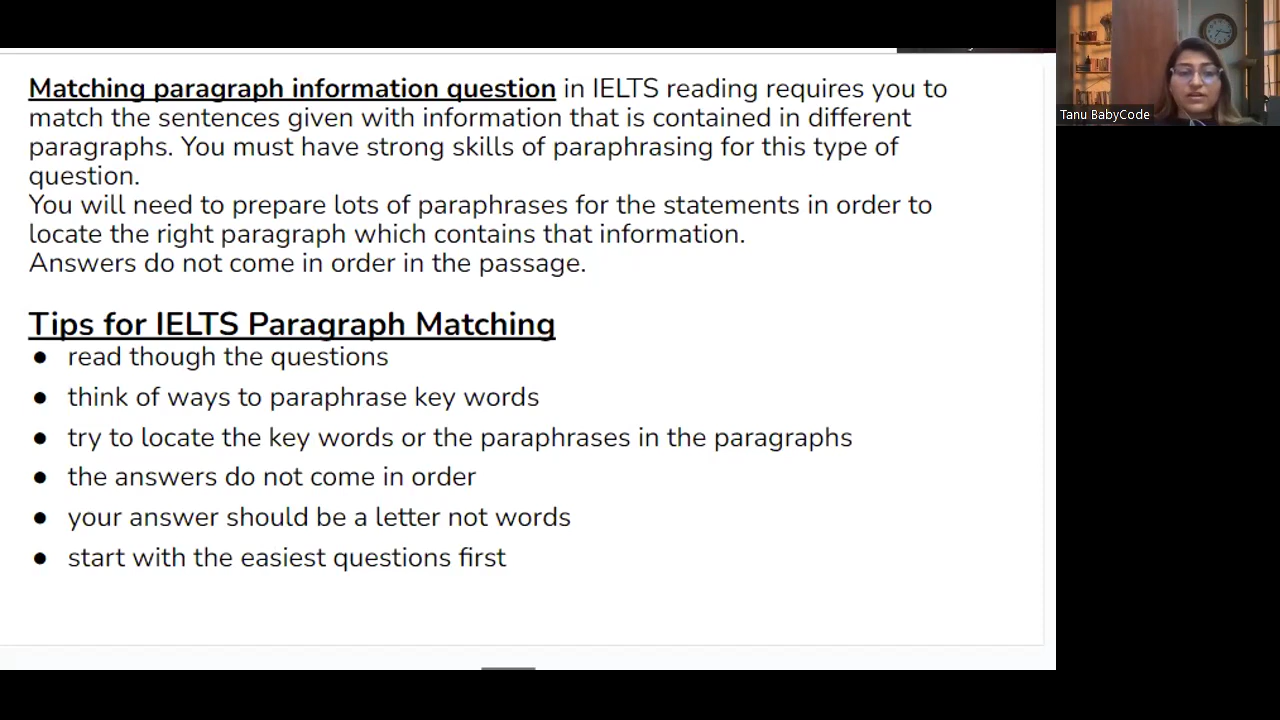 Matching paragraph information question in IELTS reading requires you to
match the sentences given with information that is contained in different
paragraphs. You must have strong skills of paraphrasing for this type of
question.
You will need to prepare lots of paraphrases for the statements in order to
locate the right paragraph which contains that information.
Answers do not come in order in the passage.
Tips for IELTS Paragraph Matching
● read though the questions
● think of ways to paraphrase key words
● try to locate the key words or the paraphrases in the paragraphs
● the answers do not come in order
● your answer should be a letter not words
● start with the easiest questions first
Tanu BabyCode